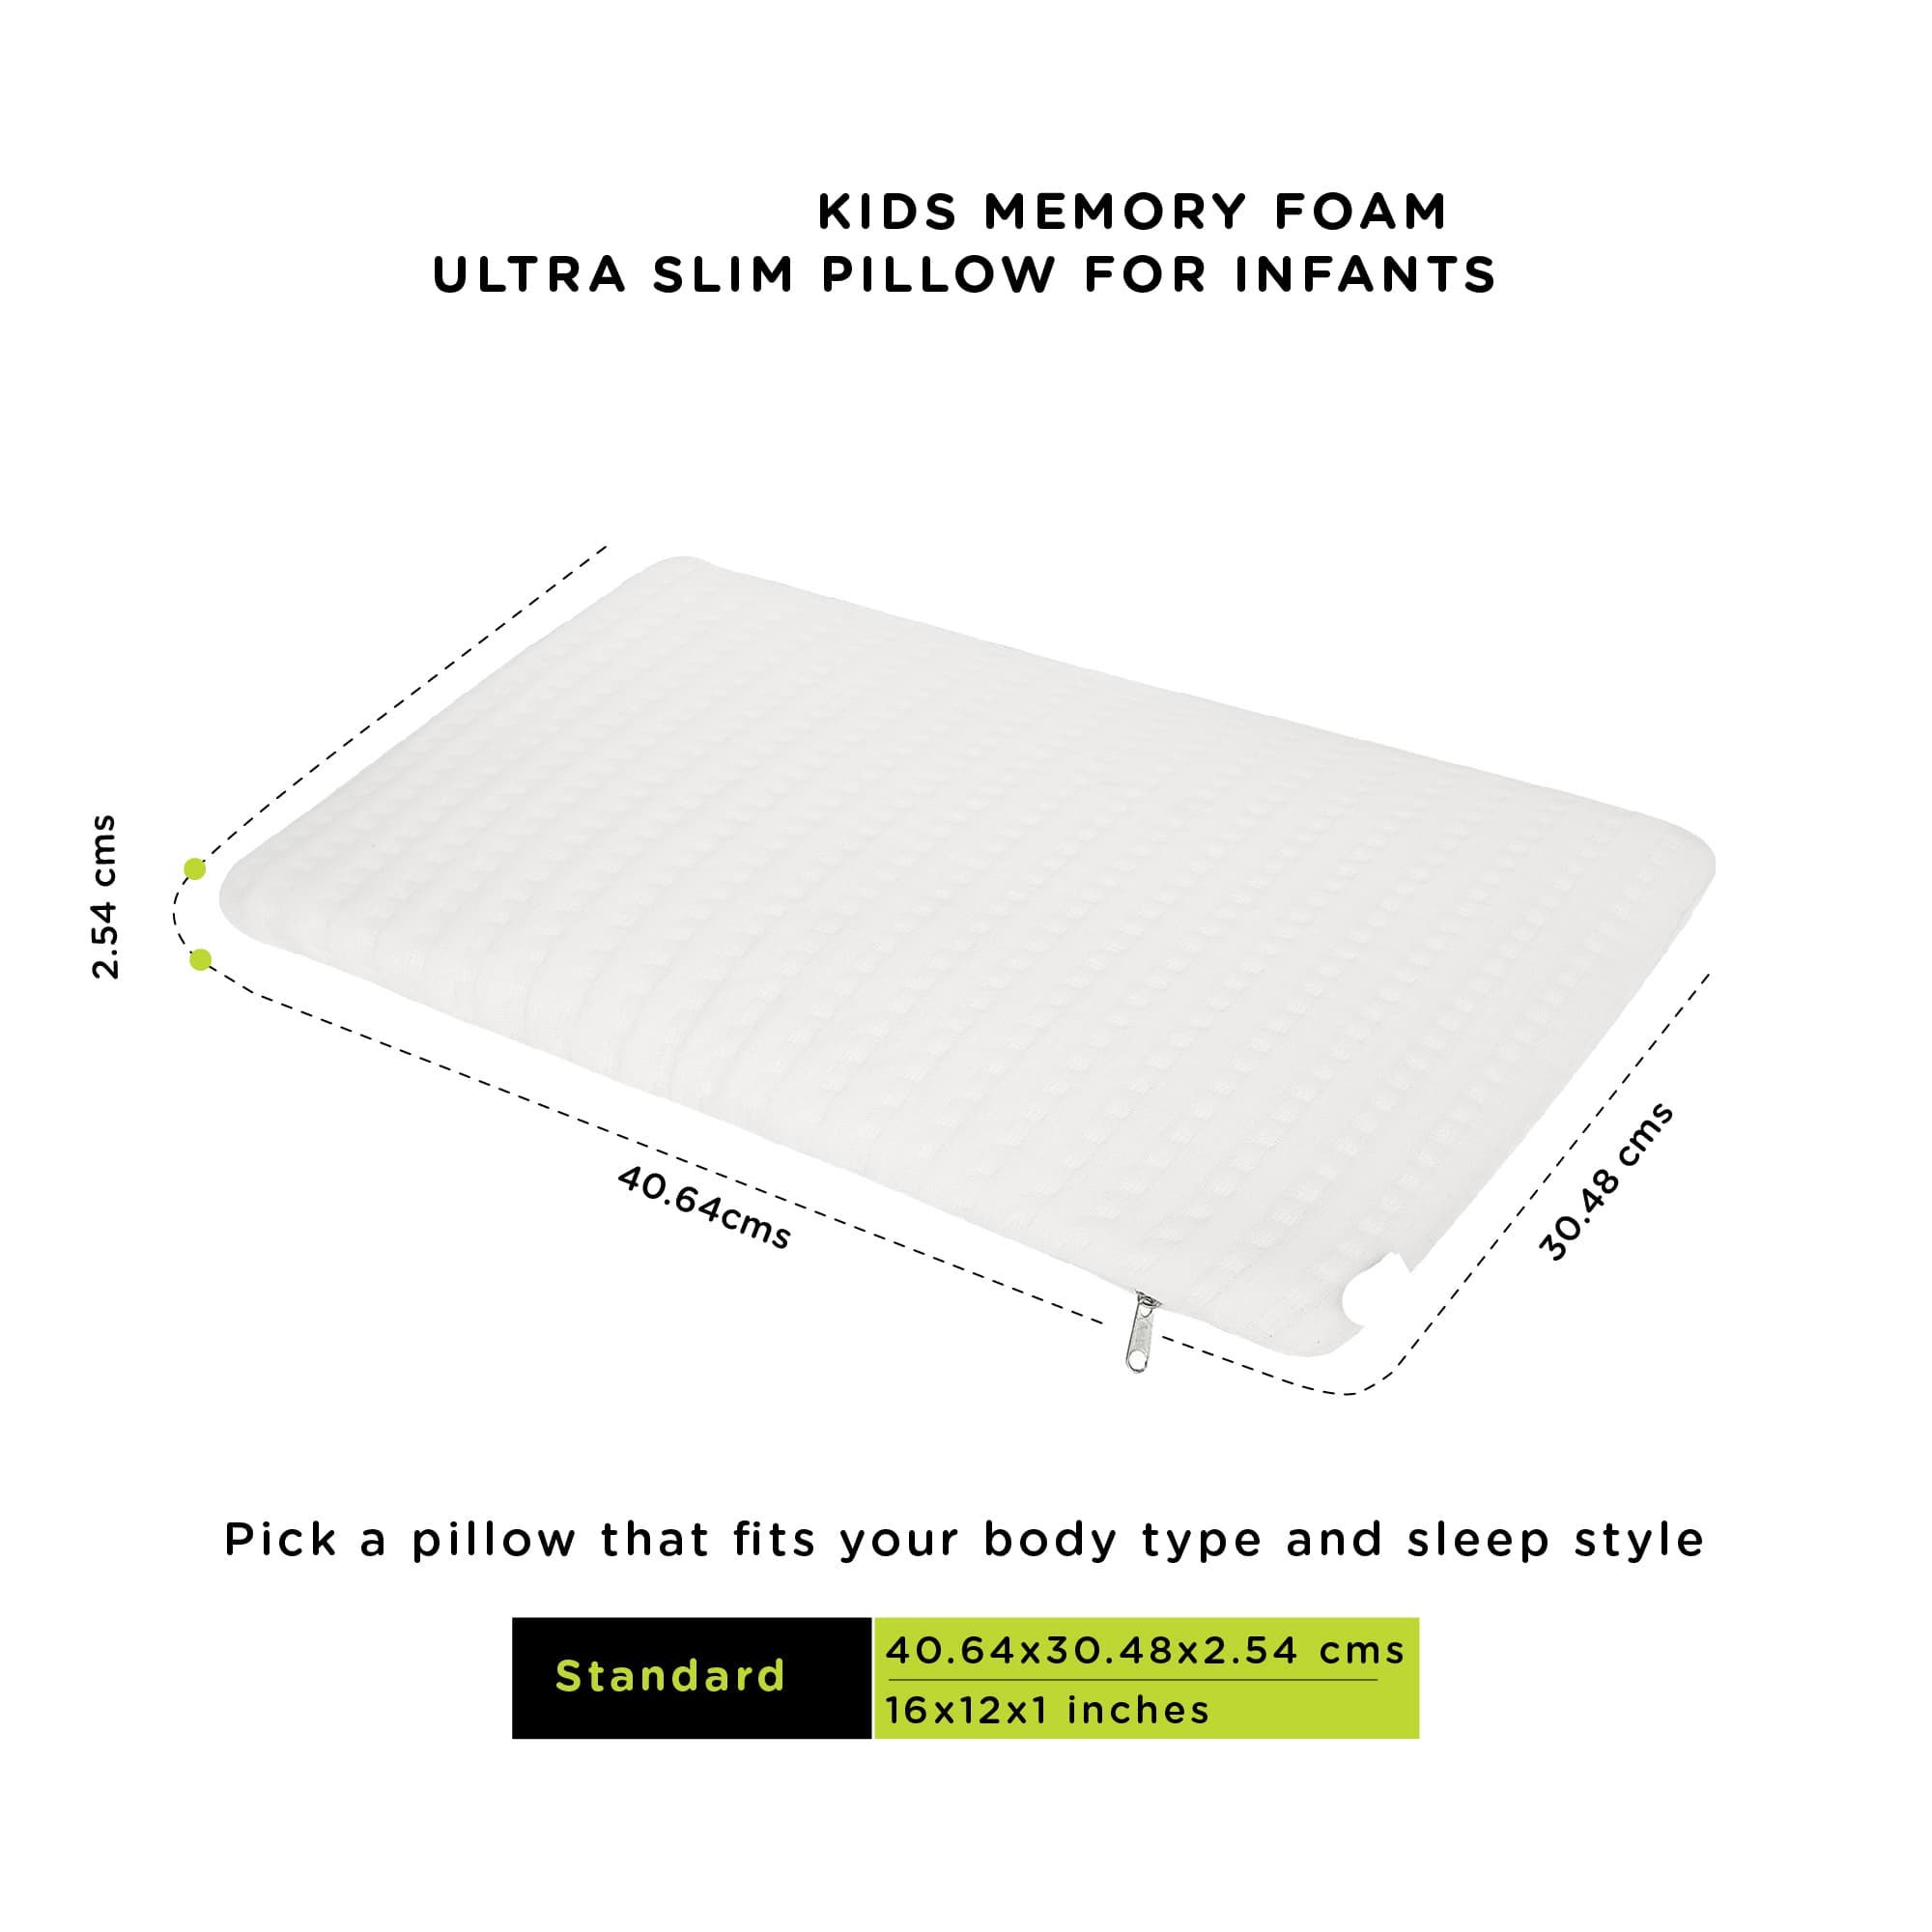 KIDS MEMORY FOAM
ULTRA SLIM PILLOW FOR INFANTS
2.54 cms
40.64cms
30.48 cms
Pick a pillow that fits your body type and sleep style
Standard
40.64x30.48x2.54 cms
16x12x1 inches